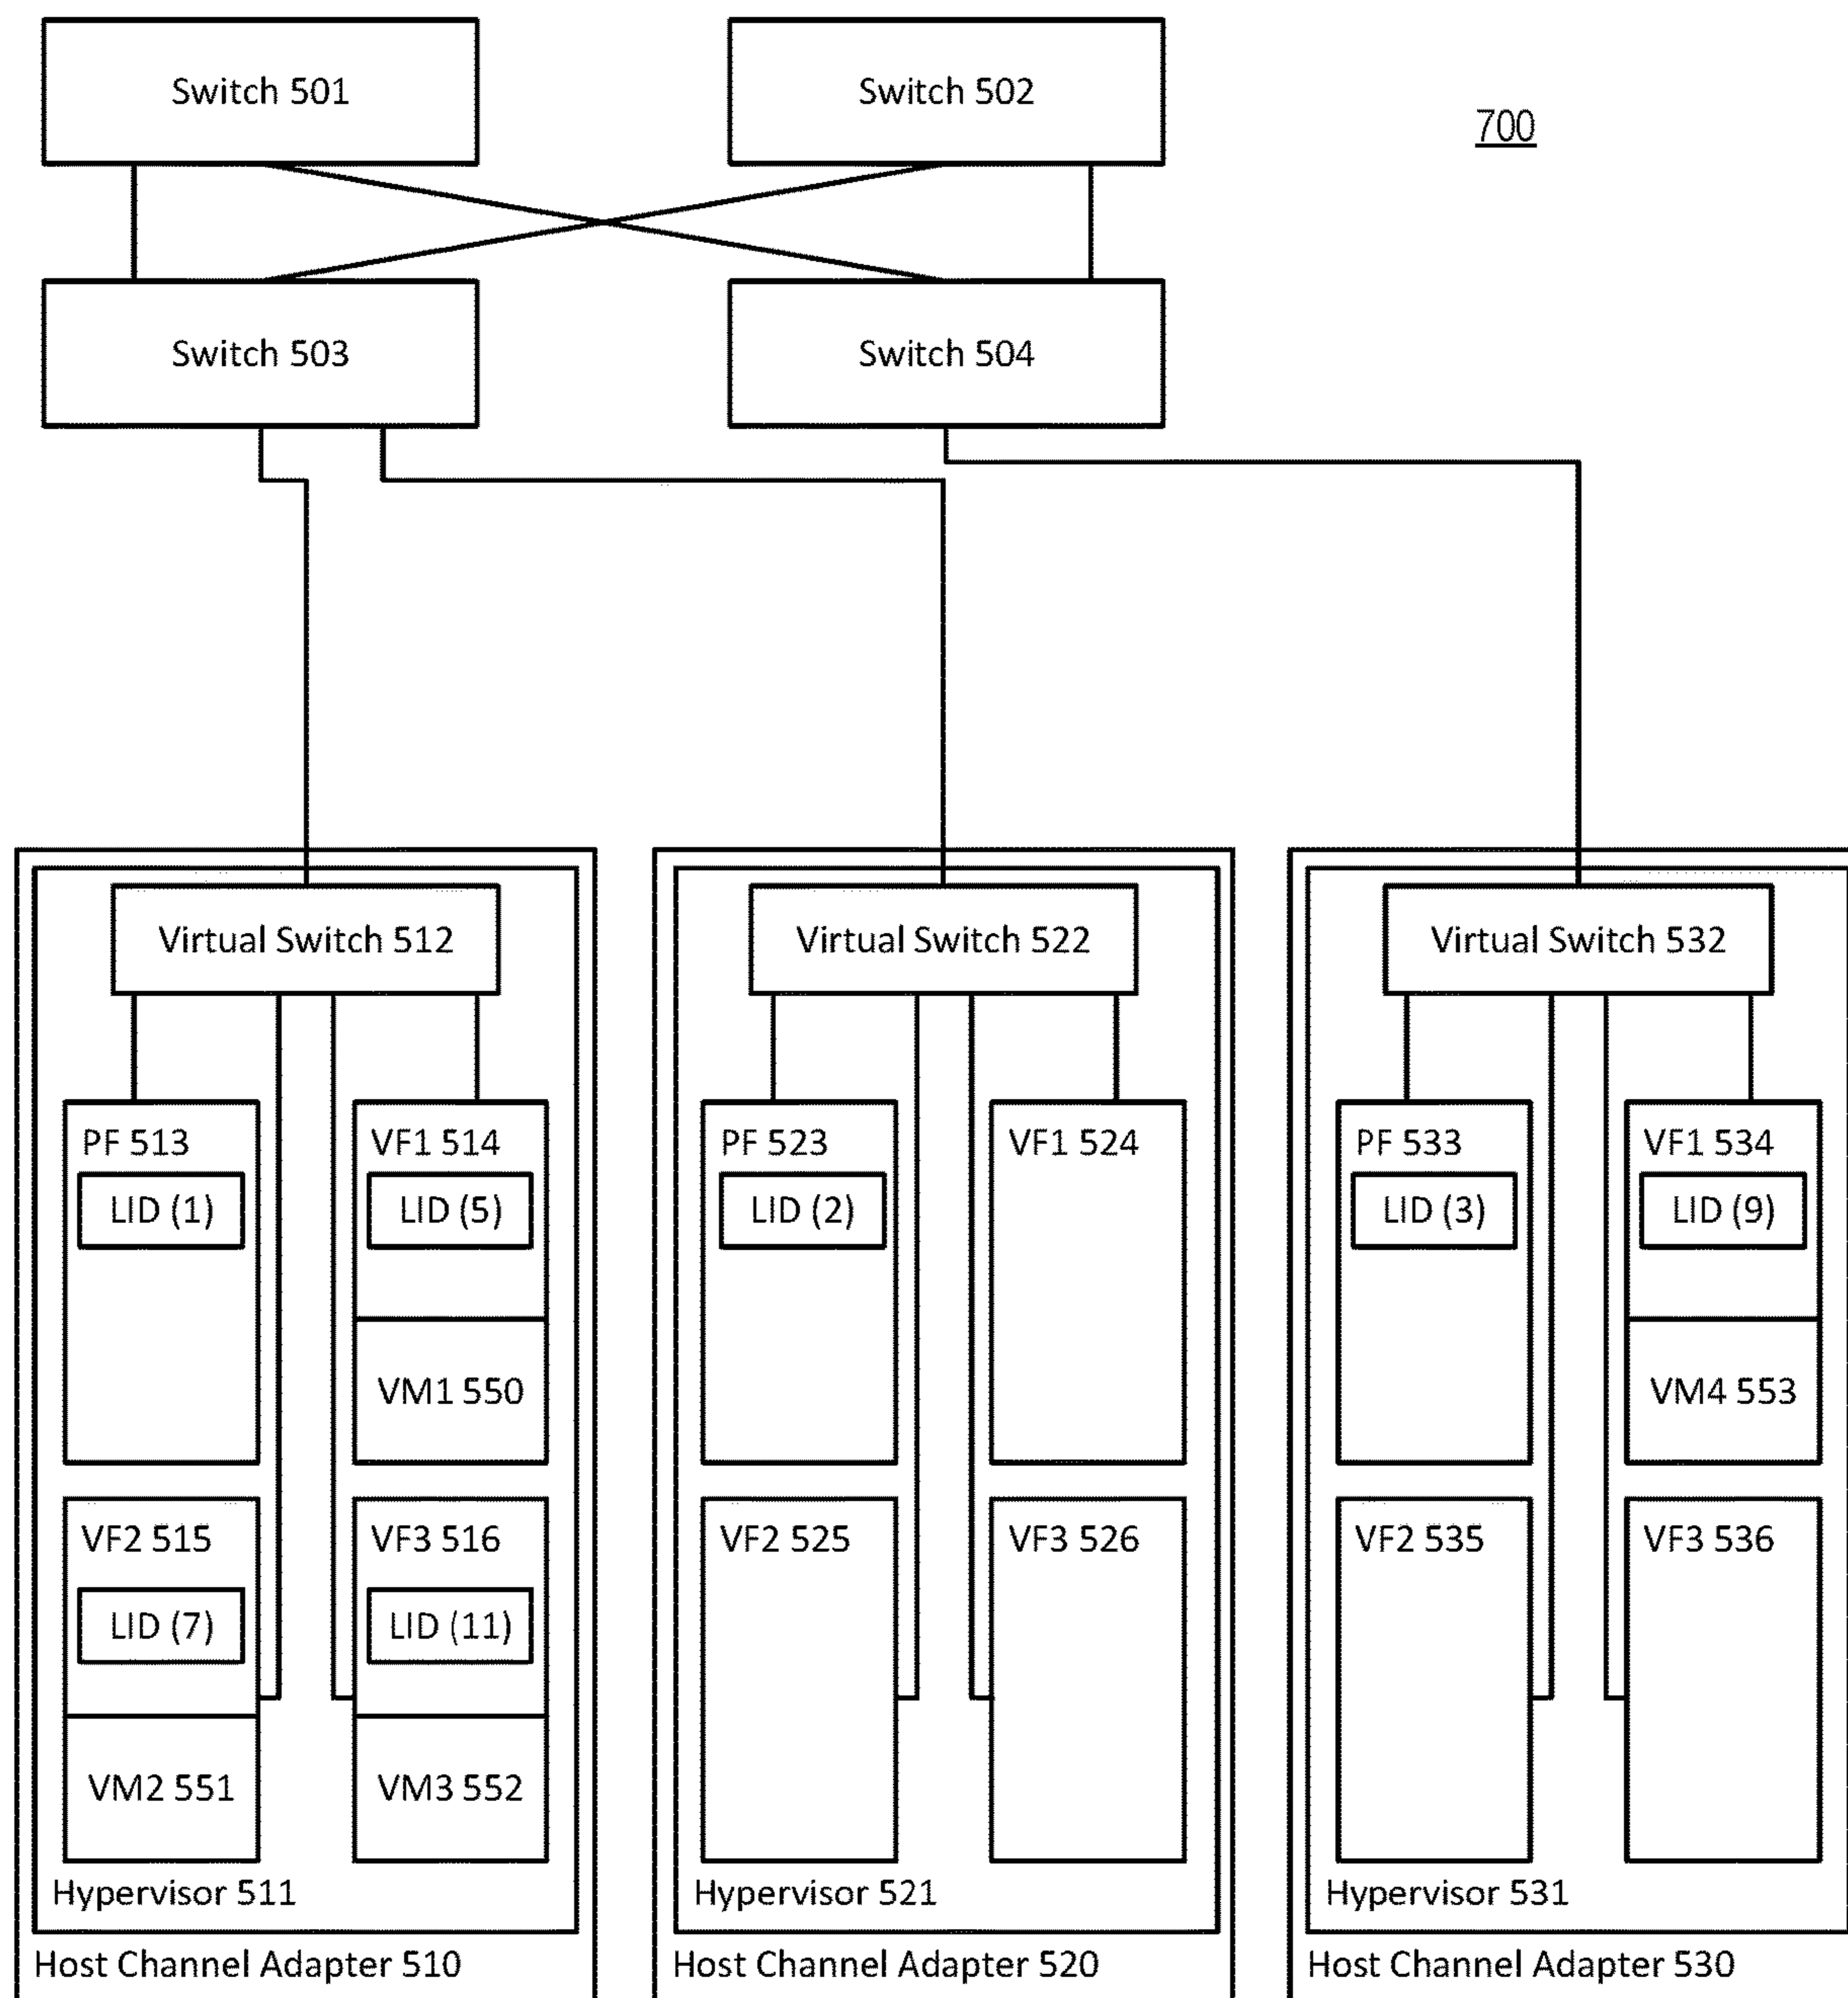 Switch 501
Switch 502
700
Switch 503
Switch 504
Virtual Switch 512
PF 513
LID (1)
VF1 514
LID (5)
VM1 550
VF2 515
LID (7)
VM2 551
VF3 516
LID (11)
VM3 552
Hypervisor 511
Host Channel Adapter 510
Virtual Switch 522
PF 523
LID (2)
VF1 524
VF2 525
VF3 526
Hypervisor 521
Host Channel Adapter 520
Virtual Switch 532
PF 533
LID (3)
VF1 534
LID (9)
VM4 553
VF2 535
VF3 536
Hypervisor 531
Host Channel Adapter 530